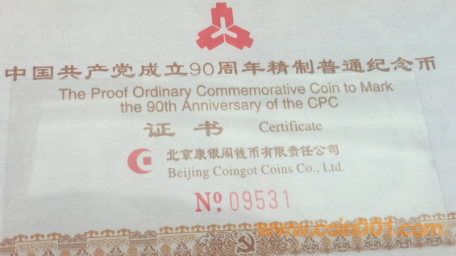 中国共产党成立90周年精制普通纪念币
The Proof Ordinary Commemorative Coin to Mark
the 90th Anniversary of the CPC
证书 Certificate
北京康银阁钱币有限责任公司
Beijing Coingot Coins Co., Ltd.
Nº 09531
www.coin001.com